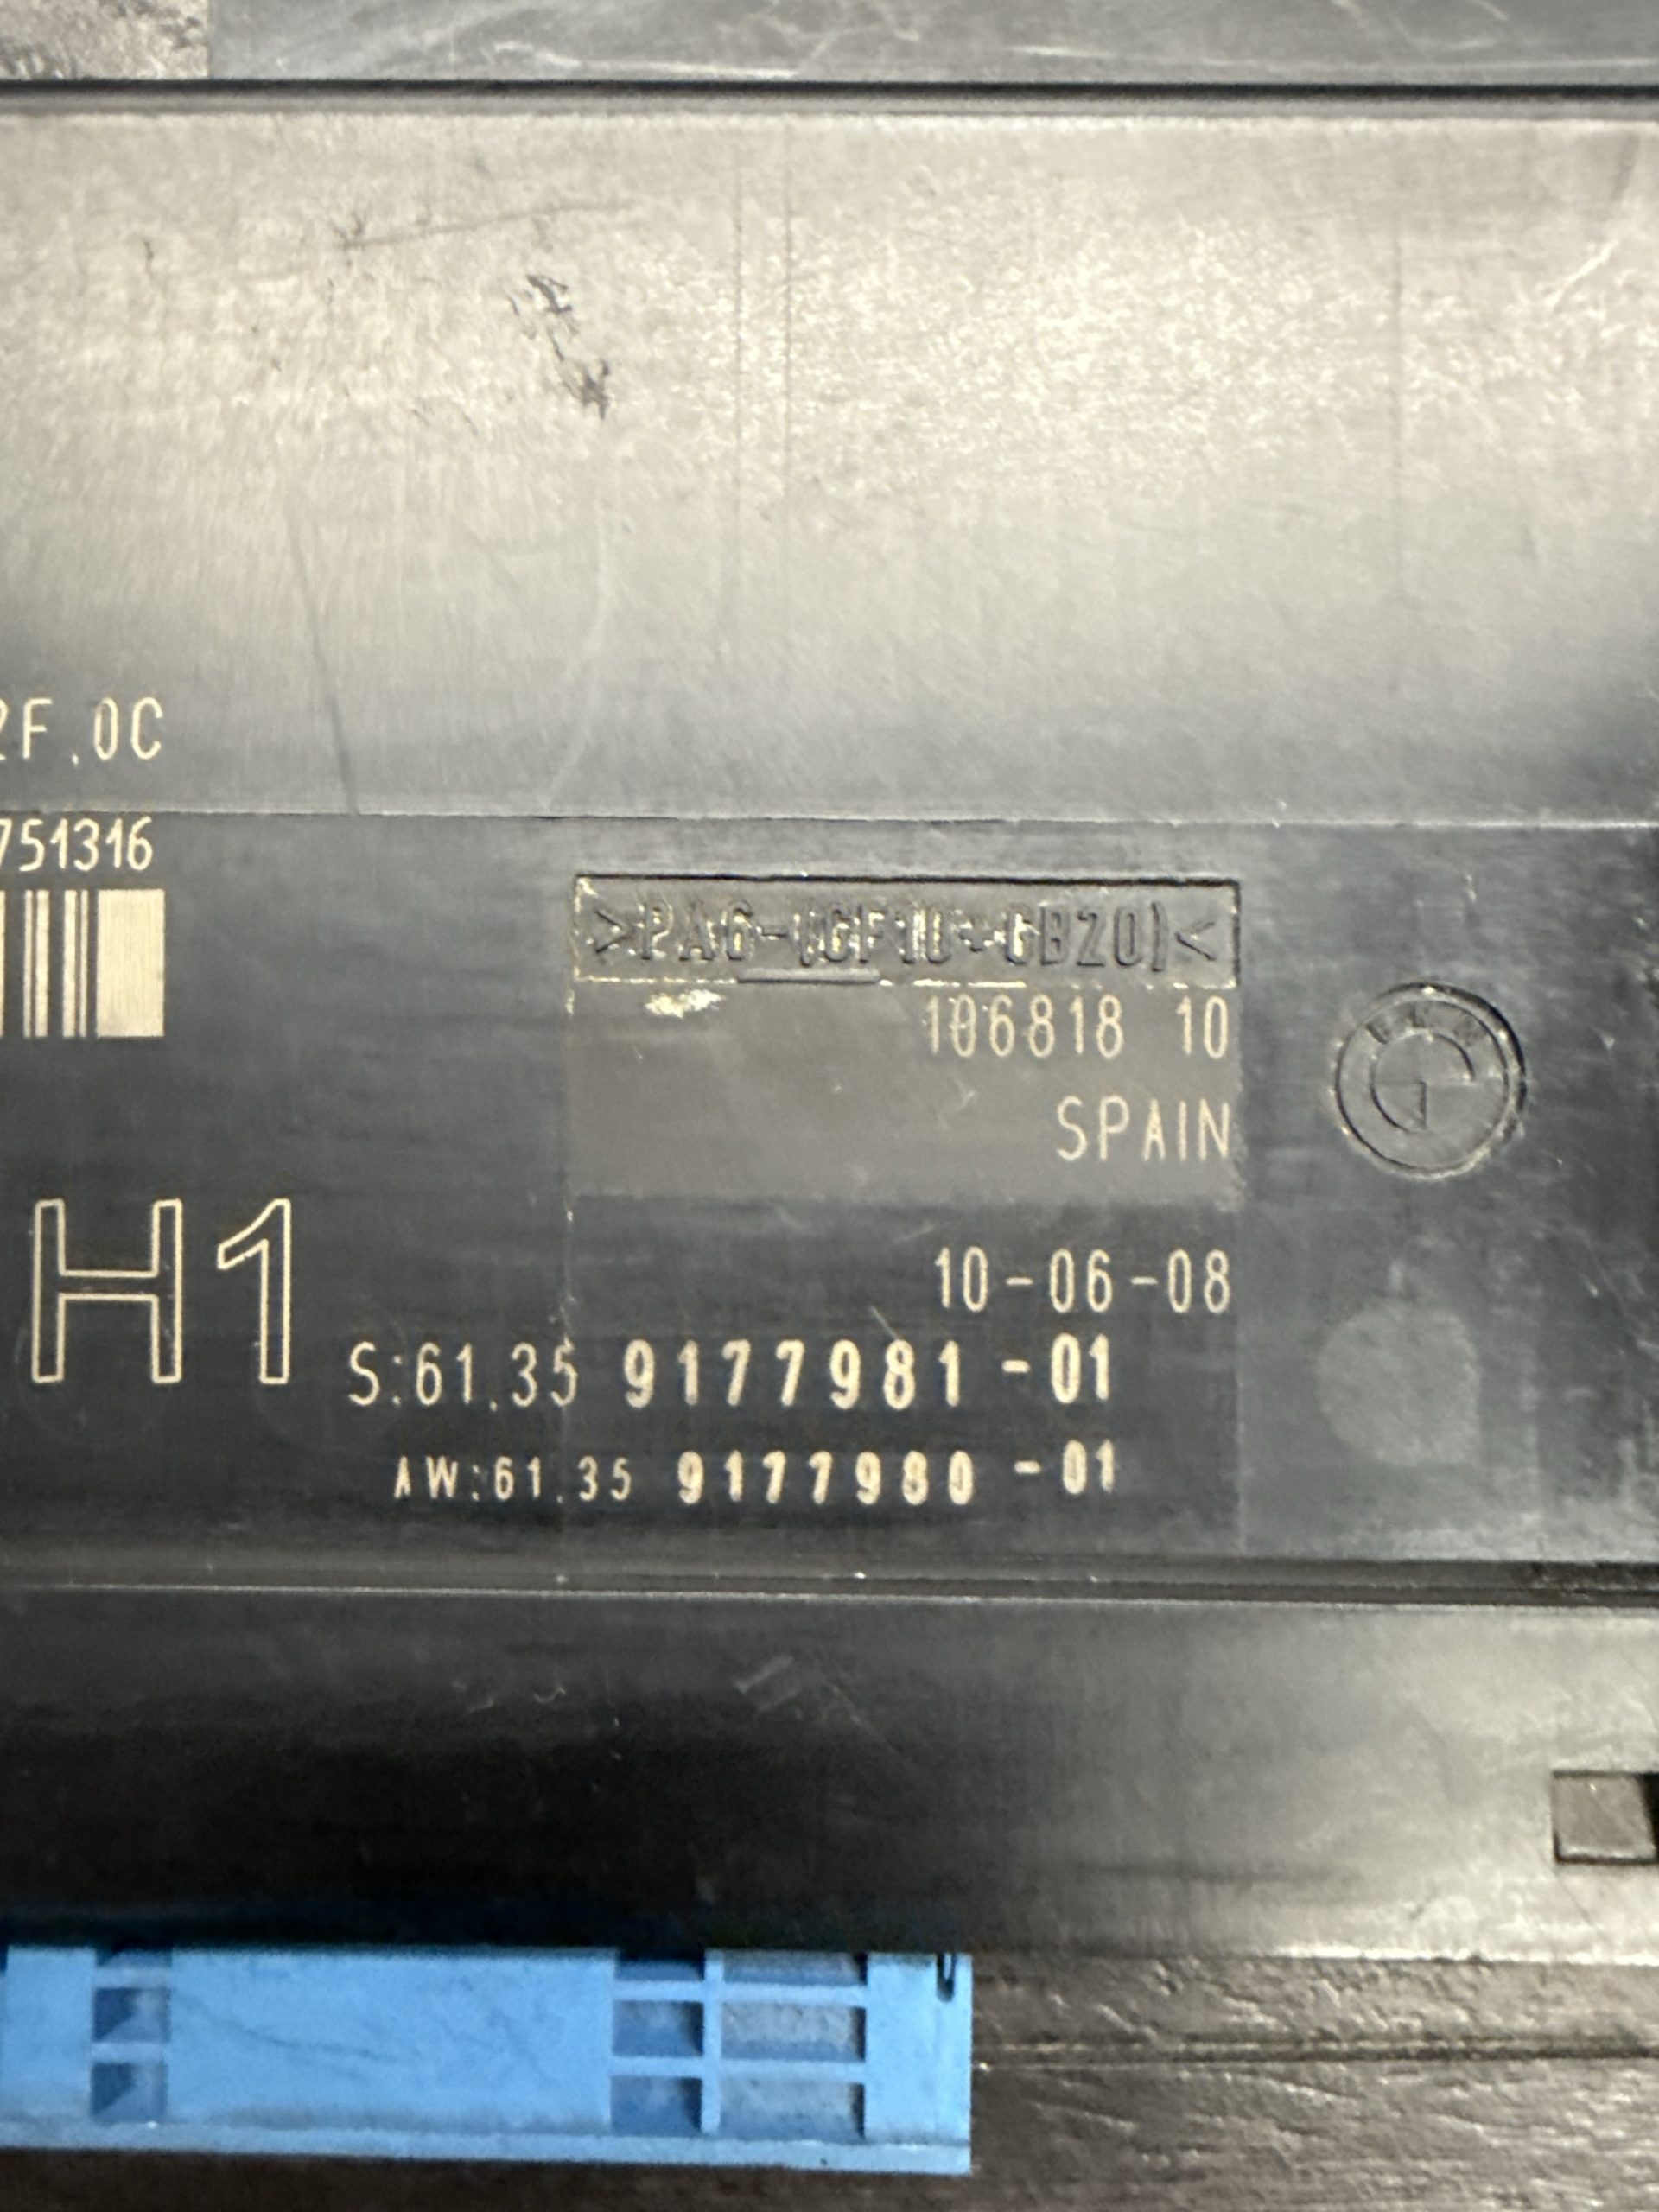 2F.0C
751316
>PA6-(GF10+GB20)<
106818 10
SPAIN
BMW
10-06-08
H1
S:61.35 9177981-01
AW:61.35 9177980-01